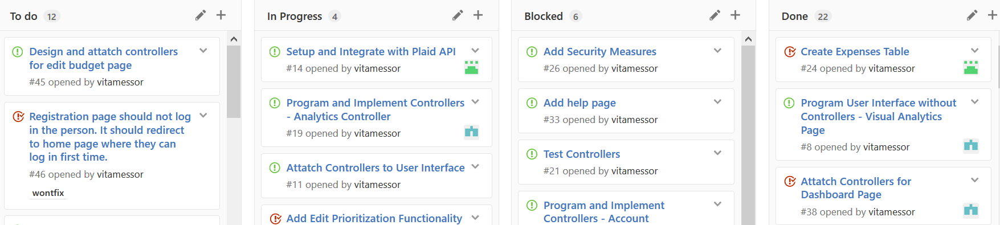 To do 12
Design and attatch controllers
for edit budget page
#45 opened by vitamessor
Registration page should not log
in the person. It should redirect
to home page where they can
log in first time.
#46 opened by vitamessor
wontfix
In Progress 4
Setup and Integrate with Plaid API
#14 opened by vitamessor
Program and Implement Controllers
- Analytics Controller
#19 opened by vitamessor
Attatch Controllers to User Interface
#11 opened by vitamessor
Add Edit Prioritization Functionality
Blocked 6
Add Security Measures
#26 opened by vitamessor
Add help page
#33 opened by vitamessor
Test Controllers
#21 opened by vitamessor
Program and Implement
Controllers - Account
Done 22
Create Expenses Table
#24 opened by vitamessor
Program User Interface without
Controllers - Visual Analytics
Page
#8 opened by vitamessor
Attatch Controllers for
Dashboard Page
#38 opened by vitamessor